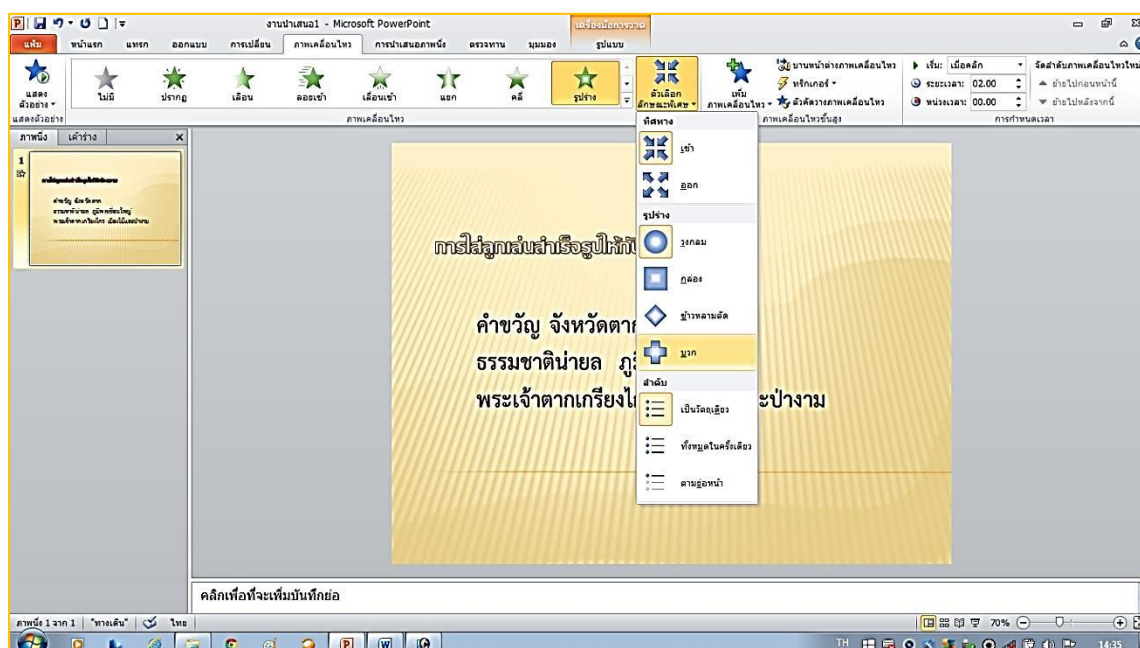 งานนำเสนอ1 - Microsoft PowerPoint
เครื่องมือการวาด
แฟ้ม หน้าแรก แทรก ออกแบบ การเปลี่ยน ภาพเคลื่อนไหว การนำเสนอภาพนิ่ง ตรวจทาน มุมมอง รูปแบบ
แสดง
ตัวอย่าง
ไม่มี ปรากฏ เลือน ลอยเข้า เลื่อนเข้า แยก คลี่ รูปร่าง
ตัวเลือก
ลักษณะพิเศษ
เพิ่ม
ภาพเคลื่อนไหว
บานหน้าต่างภาพเคลื่อนไหว
ทริกเกอร์
ตัวคัดวางภาพเคลื่อนไหว
เริ่ม: เมื่อคลิก
ระยะเวลา: 02.00
หน่วงเวลา: 00.00
จัดลำดับภาพเคลื่อนไหวใหม่
ย้ายไปก่อนหน้านี้
ย้ายไปหลังจากนี้
แสดงตัวอย่าง ภาพเคลื่อนไหว ภาพเคลื่อนไหวขั้นสูง การกำหนดเวลา
ภาพนิ่ง เค้าร่าง
1
ทิศทาง
เข้า
ออก
รูปร่าง
วงกลม
กล่อง
ข้าวหลามตัด
บวก
ลำดับ
เป็นวัตถุเดียว
ทั้งหมดในครั้งเดียว
ตามย่อหน้า
การใส่ลูกเล่นสำเร็จรูปให้กับ
คำขวัญ จังหวัดตาก
ธรรมชาติน่ายล
พระเจ้าตากเกรียงไกร ป่างาม
คลิกเพื่อที่จะเพิ่มบันทึกย่อ
ภาพนิ่ง 1 จาก 1 "ทางเดิน" ไทย 70%
TH 14:35